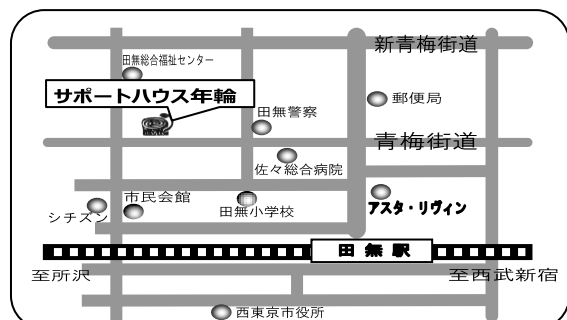 新青梅街道
田無総合福祉センター
サポートハウス年輪
郵便局
田無警察
青梅街道
佐々総合病院
市民会館
田無小学校
アスタ・リヴィン
シチズン
田無駅
至所沢
至西武新宿
西東京市役所